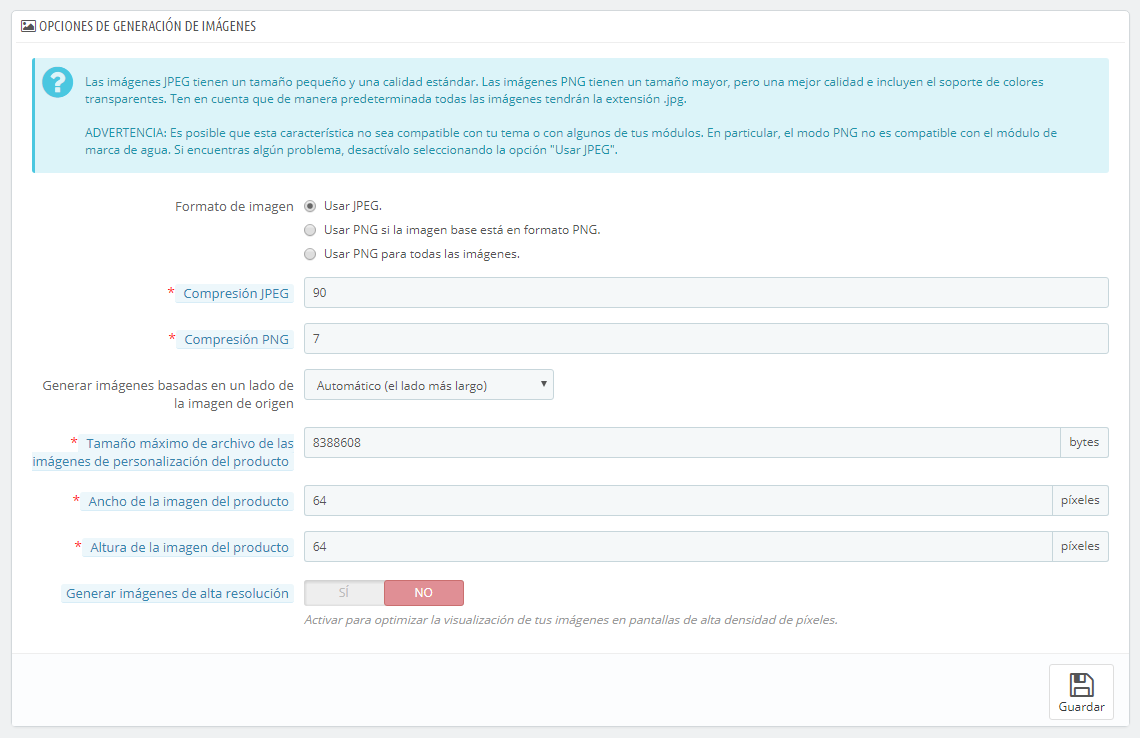 OPCIONES DE GENERACIÓN DE IMÁGENES
Las imágenes JPEG tienen un tamaño pequeño y una calidad estándar. Las imágenes PNG tienen un tamaño mayor, pero una mejor calidad e incluyen el soporte de colores
transparentes. Ten en cuenta que de manera predeterminada todas las imágenes tendrán la extensión .jpg.
ADVERTENCIA: Es posible que esta característica no sea compatible con tu tema o con algunos de tus módulos. En particular, el modo PNG no es compatible con el módulo de
marca de agua. Si encuentras algún problema, desactívalo seleccionando la opción "Usar JPEG".
Formato de imagen Usar JPEG.
Usar PNG si la imagen base está en formato PNG.
Usar PNG para todas las imágenes.
* Compresión JPEG 90
* Compresión PNG 7
Generar imágenes basadas en un lado de
la imagen de origen
Automático (el lado más largo)
* Tamaño máximo de archivo de las
imágenes de personalización del producto
8388608 bytes
* Ancho de la imagen del producto 64 píxeles
* Altura de la imagen del producto 64 píxeles
Generar imágenes de alta resolución SÍ NO
Activar para optimizar la visualización de tus imágenes en pantallas de alta densidad de píxeles.
Guardar